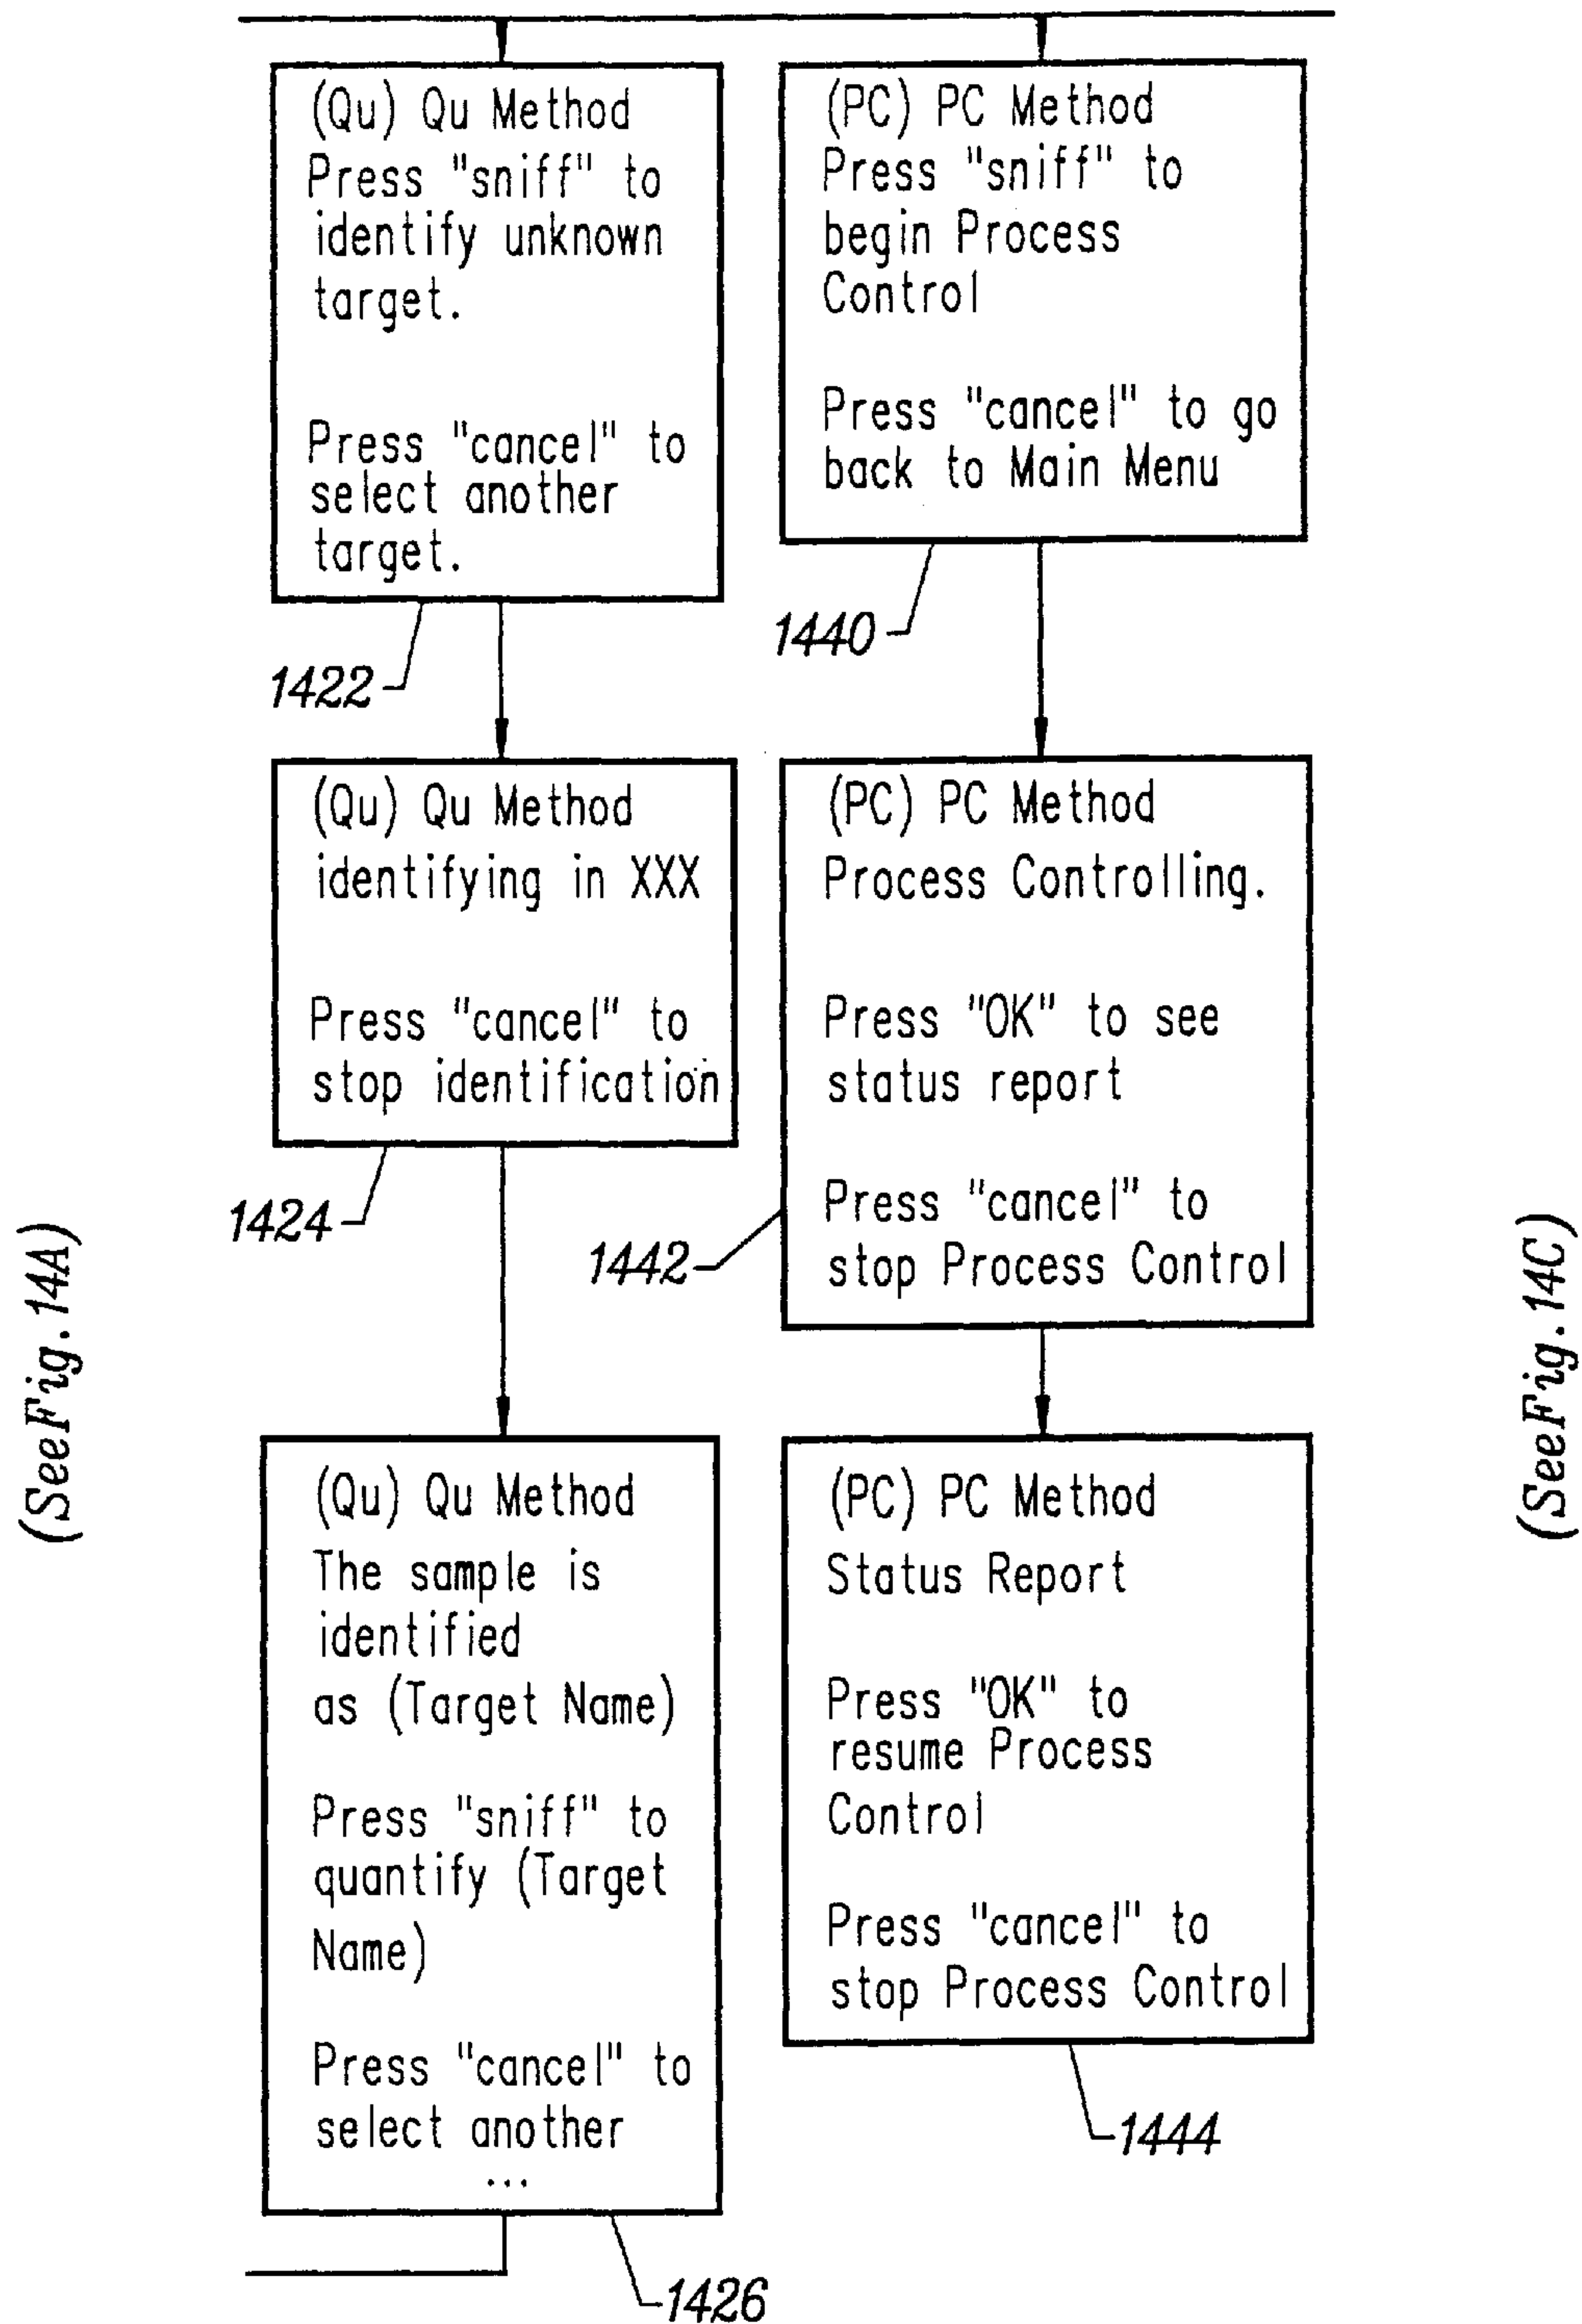 (Qu) Qu Method
Press "sniff" to
identify unknown
target.
Press "cancel" to
select another
target.
1422
(PC) PC Method
Press "sniff" to
begin Process
Control
Press "cancel" to go
back to Main Menu
1440
(Qu) Qu Method
identifying in XXX
Press "cancel" to
stop identification
1424
(PC) PC Method
Process Controlling.
Press "OK" to see
status report
Press "cancel" to
stop Process Control
1442
(Qu) Qu Method
The sample is
identified
as (Target Name)
Press "sniff" to
quantify (Target
Name)
Press "cancel" to
select another
...
1426
(PC) PC Method
Status Report
Press "OK" to
resume Process
Control
Press "cancel" to
stop Process Control
1444
(See Fig. 14A)
(See Fig. 14C)